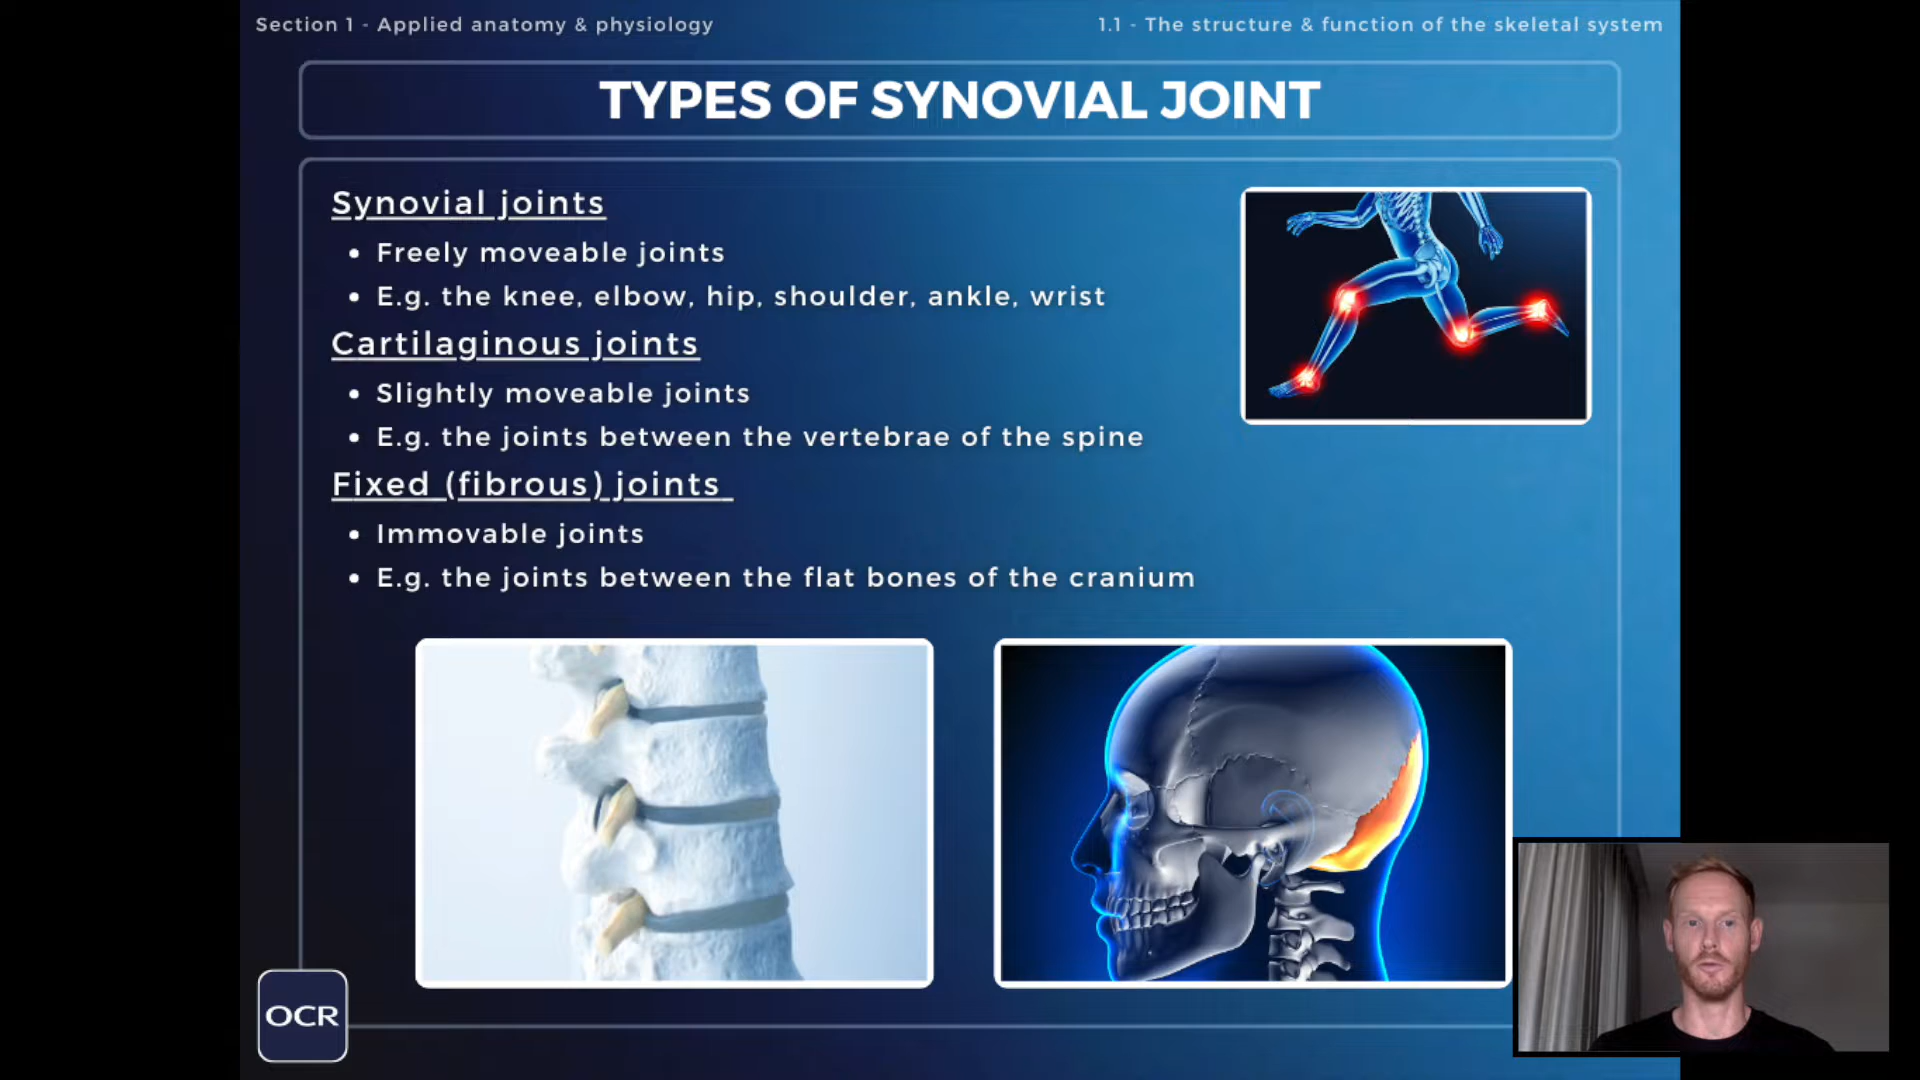 Section 1 - Applied anatomy & physiology
1.1 - The structure & function of the skeletal system
TYPES OF SYNOVIAL JOINT
Synovial joints
• Freely moveable joints
• E.g. the knee, elbow, hip, shoulder, ankle, wrist
Cartilaginous joints
• Slightly moveable joints
• E.g. the joints between the vertebrae of the spine
Fixed (fibrous) joints
• Immovable joints
• E.g. the joints between the flat bones of the cranium
OCR